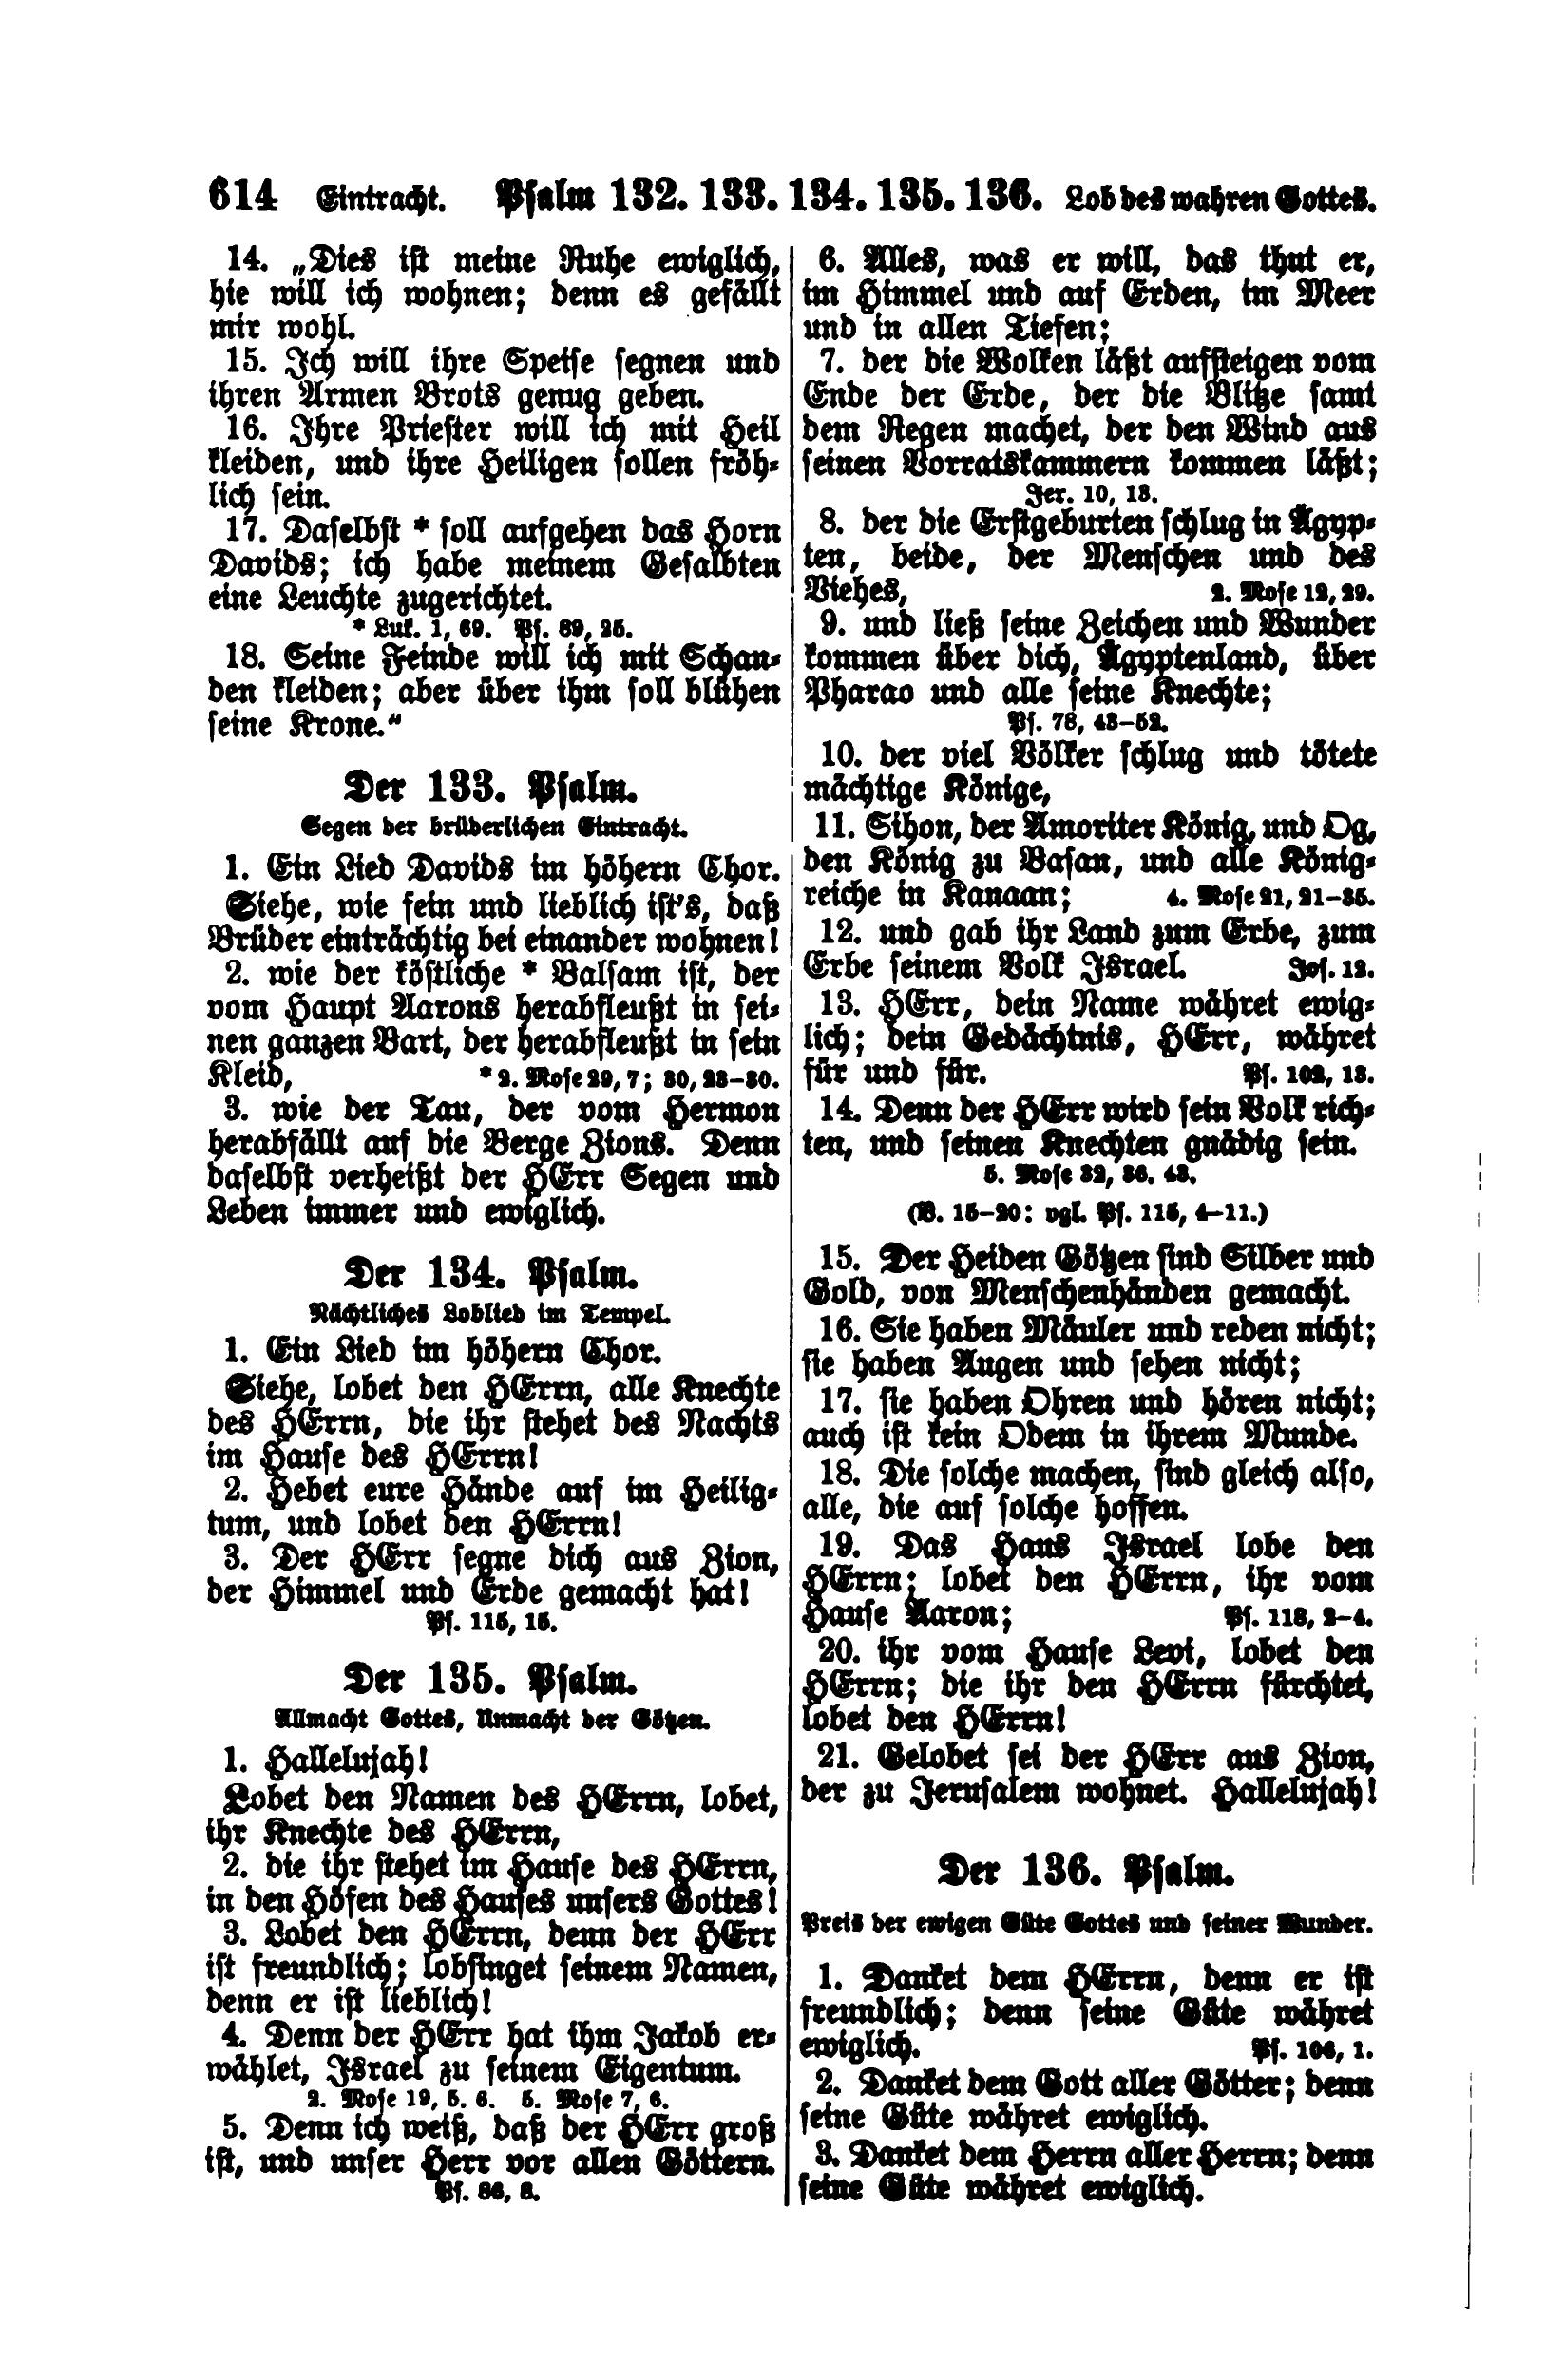 614 Eintracht. Psalm 132. 133. 134. 135. 136. Lob des wahren Gottes.
14. „Dies ist meine Ruhe ewiglich,
hie will ich wohnen; denn es gefällt
mir wohl.
15. Ich will ihre Speise segnen und
ihren Armen Brots genug geben.
16. Ihre Priester will ich mit Heil
kleiden, und ihre Heiligen sollen fröh-
lich sein.
17. Daselbst * soll aufgehen das Horn
Davids; ich habe meinem Gesalbten
eine Leuchte zugerichtet.
* Luk. 1, 69. Ps. 89, 25.
18. Seine Feinde will ich mit Schan-
den kleiden; aber über ihm soll blühen
seine Krone.“
Der 133. Psalm.
Segen der brüderlichen Eintracht.
1. Ein Lied Davids im höhern Chor.
Siehe, wie fein und lieblich ist's, daß
Brüder einträchtig bei einander wohnen!
2. wie der köstliche * Balsam ist, der
vom Haupt Aarons herabfleußt in sei-
nen ganzen Bart, der herabfleußt in sein
Kleid, * 2. Mose 29, 7; 30, 23–30.
3. wie der Tau, der vom Hermon
herabfällt auf die Berge Zions. Denn
daselbst verheißt der HErr Segen und
Leben immer und ewiglich.
Der 134. Psalm.
Nächtliches Loblied im Tempel.
1. Ein Lied im höhern Chor.
Siehe, lobet den HErrn, alle Knechte
des HErrn, die ihr stehet des Nachts
im Hause des HErrn!
2. Hebet eure Hände auf im Heilig-
tum, und lobet den HErrn!
3. Der HErr segne dich aus Zion,
der Himmel und Erde gemacht hat!
Ps. 115, 15.
Der 135. Psalm.
Allmacht Gottes, Unmacht der Götzen.
1. Hallelujah!
Lobet den Namen des HErrn, lobet,
ihr Knechte des HErrn,
2. die ihr stehet im Hause des HErrn,
in den Höfen des Hauses unsers Gottes!
3. Lobet den HErrn, denn der HErr
ist freundlich; lobsinget seinem Namen,
denn er ist lieblich!
4. Denn der HErr hat ihm Jakob er-
wählet, Israel zu seinem Eigentum.
2. Mose 19, 5. 6. 5. Mose 7, 6.
5. Denn ich weiß, daß der HErr groß
ist, und unser Herr vor allen Göttern.
Ps. 86, 8.
6. Alles, was er will, das thut er,
im Himmel und auf Erden, im Meer
und in allen Tiefen;
7. der die Wolken läßt aufsteigen vom
Ende der Erde, der die Blitze samt
dem Regen machet, der den Wind aus
seinen Vorratskammern kommen läßt;
Jer. 10, 13.
8. der die Erstgeburten schlug in Ägyp-
ten, beide, der Menschen und des
Viehes, 2. Mose 12, 29.
9. und ließ seine Zeichen und Wunder
kommen über dich, Ägyptenland, über
Pharao und alle seine Knechte;
Ps. 78, 43–52.
10. der viel Völker schlug und tötete
mächtige Könige,
11. Sihon, der Amoriter König, und Og,
den König zu Basan, und alle König-
reiche in Kanaan; 4. Mose 21, 21–35.
12. und gab ihr Land zum Erbe, zum
Erbe seinem Volk Israel. Jos. 12.
13. HErr, dein Name währet ewig-
lich; dein Gedächtnis, HErr, währet
für und für. Ps. 102, 13.
14. Denn der HErr wird sein Volk rich-
ten, und seinen Knechten gnädig sein.
5. Mose 32, 36. 43.
(V. 15–20: vgl. Ps. 115, 4–11.)
15. Der Heiden Götzen sind Silber und
Gold, von Menschenhänden gemacht.
16. Sie haben Mäuler und reden nicht;
sie haben Augen und sehen nicht;
17. sie haben Ohren und hören nicht;
auch ist kein Odem in ihrem Munde.
18. Die solche machen, sind gleich also,
alle, die auf solche hoffen.
19. Das Haus Israel lobe den
HErrn; lobet den HErrn, ihr vom
Hause Aaron; Ps. 118, 2–4.
20. ihr vom Hause Levi, lobet den
HErrn; die ihr den HErrn fürchtet,
lobet den HErrn!
21. Gelobet sei der HErr aus Zion,
der zu Jerusalem wohnet. Hallelujah!
Der 136. Psalm.
Preis der ewigen Güte Gottes und seiner Wunder.
1. Danket dem HErrn, denn er ist
freundlich; denn seine Güte währet
ewiglich. Ps. 106, 1.
2. Danket dem Gott aller Götter; denn
seine Güte währet ewiglich.
3. Danket dem Herrn aller Herrn; denn
seine Güte währet ewiglich.